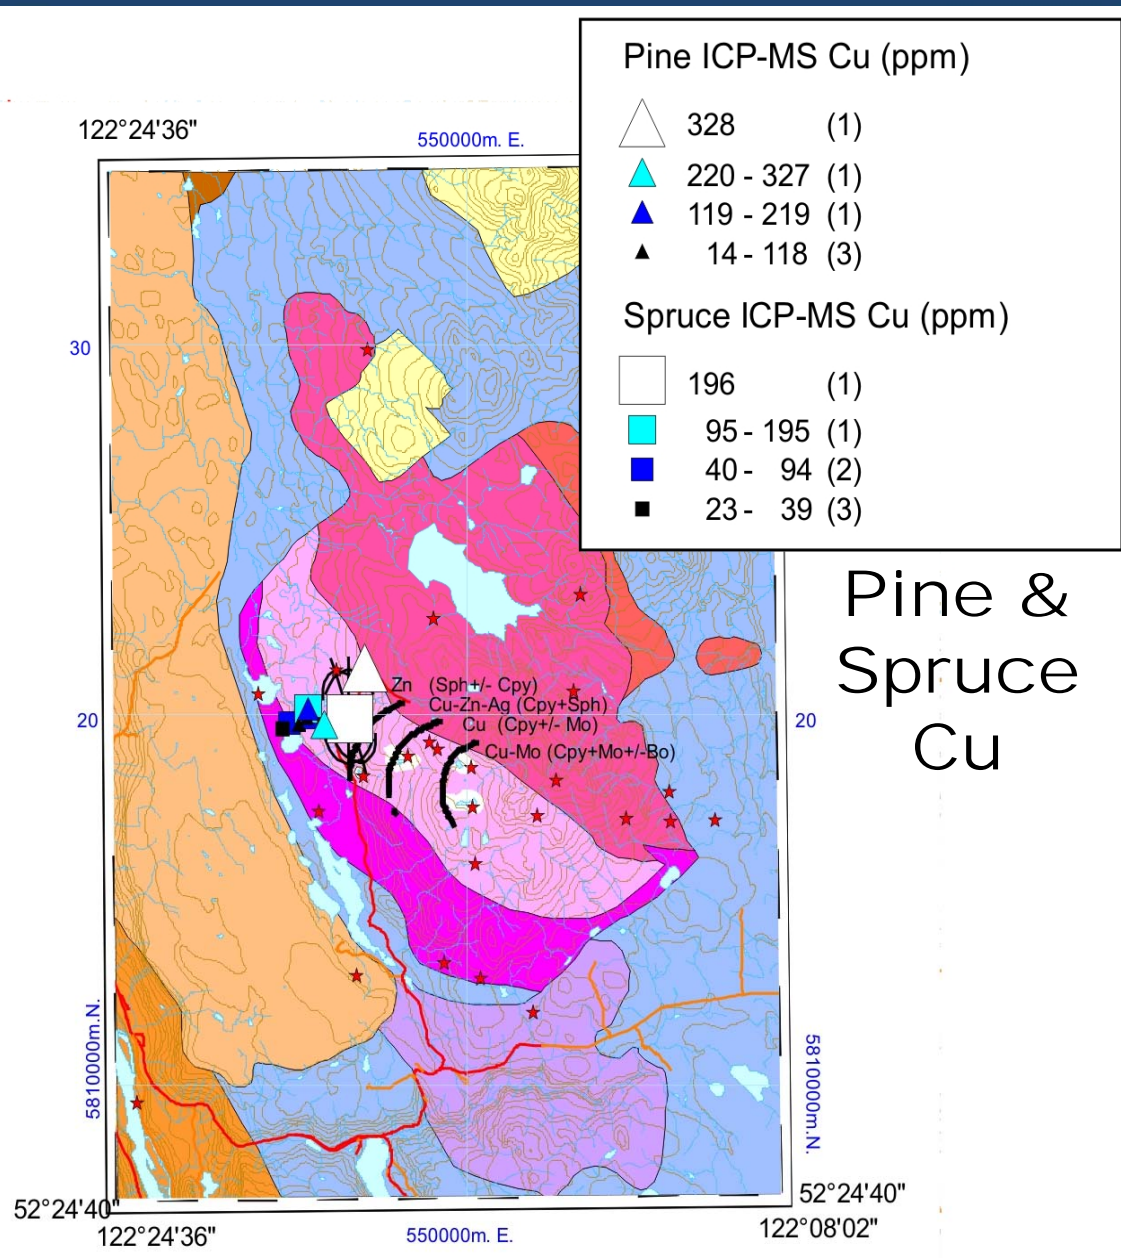 Pine ICP-MS Cu (ppm)
328 (1)
220 - 327 (1)
119 - 219 (1)
14 - 118 (3)
Spruce ICP-MS Cu (ppm)
196 (1)
95 - 195 (1)
40 - 94 (2)
23 - 39 (3)
Pine &
Spruce
Cu
122°24'36"
550000m. E.
30
Zn (Sph+/- Cpy)
Cu-Zn-Ag (Cpy+Sph)
Cu (Cpy+/- Mo)
Cu-Mo (Cpy+Mo+/-Bo)
20
20
5810000m.N.
5810000m.N.
52°24'40"
52°24'40"
122°24'36"
550000m. E.
122°08'02"